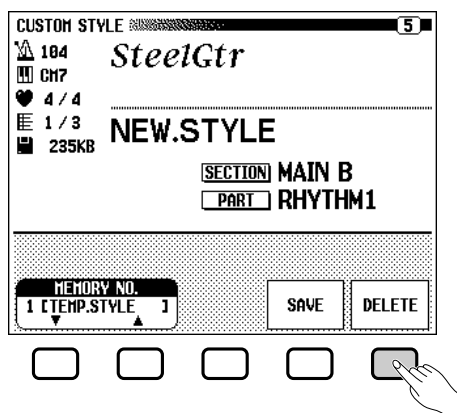 CUSTOM STYLE
5
104
CM7
4/4
1/3
235KB
SteelGtr
NEW.STYLE
SECTION MAIN B
PART RHYTHM1
MEMORY NO.
1 [TEMP.STYLE ]
SAVE
DELETE